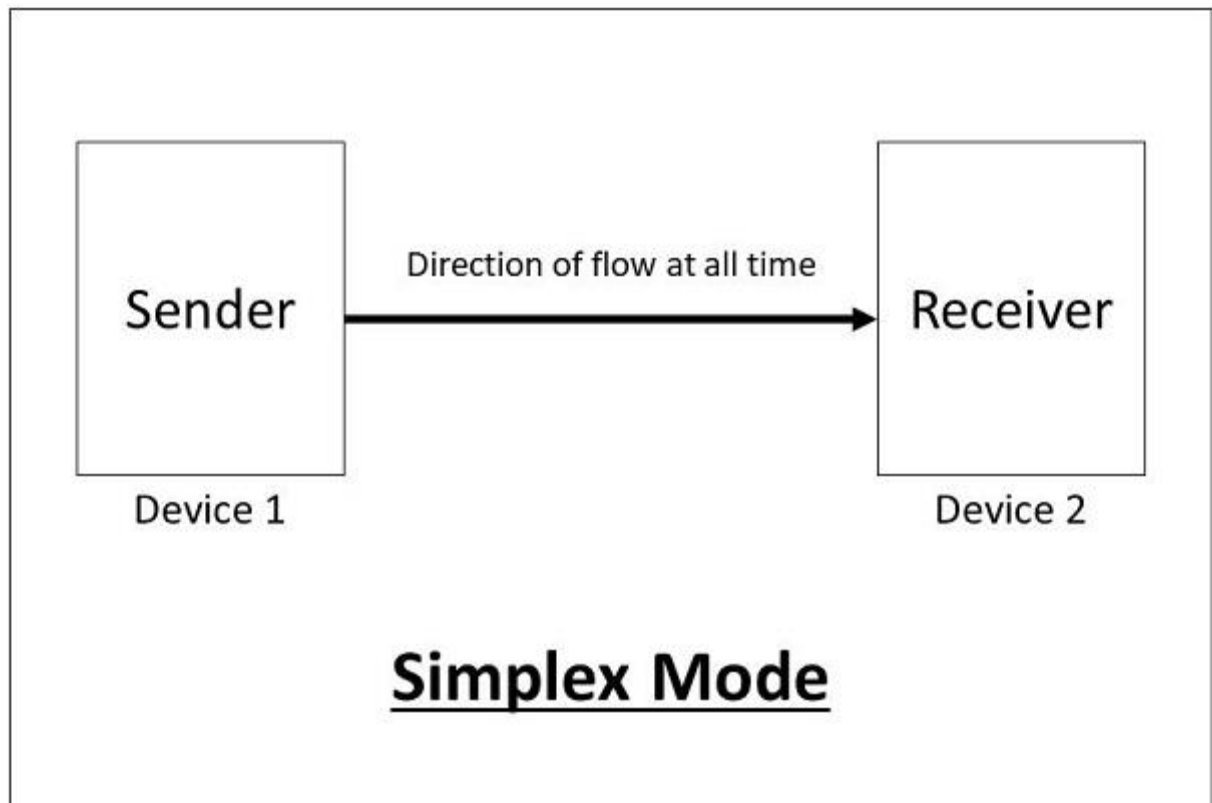 Direction of flow at all time
Sender
Receiver
Device 1
Device 2
Simplex Mode